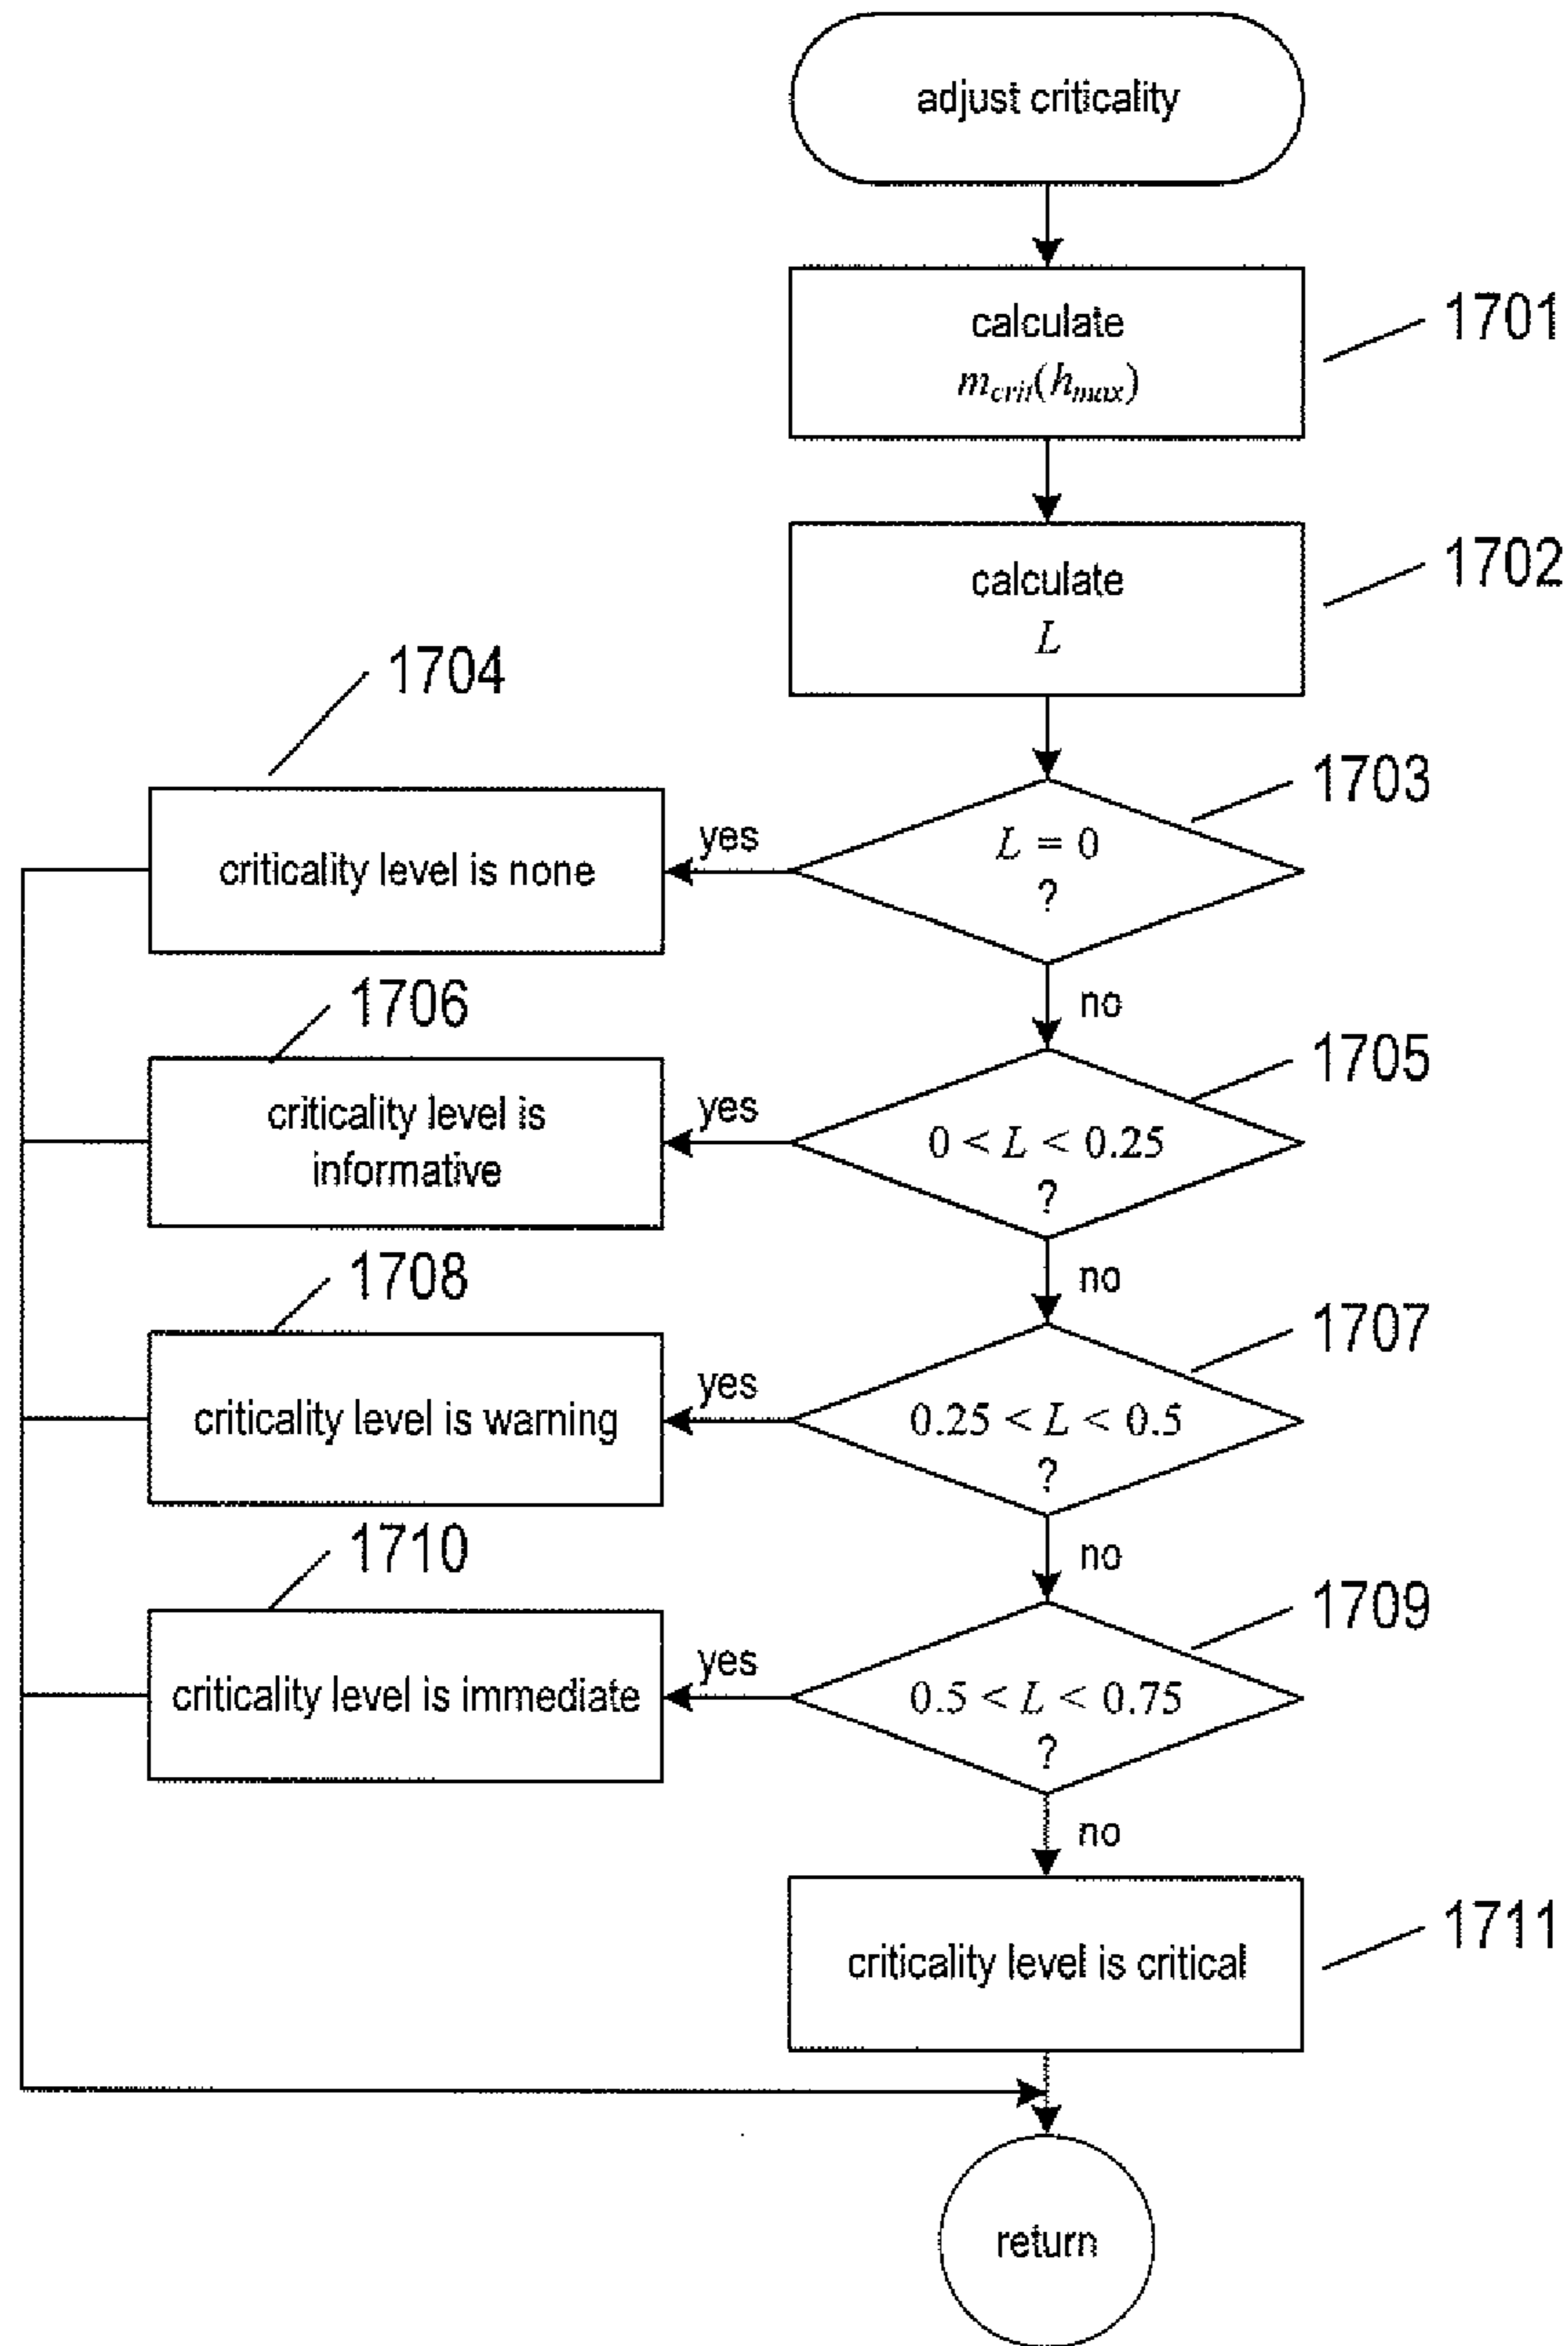 adjust criticality
calculate
m_crit(h_max)
1701
calculate
L
1702
L = 0
?
1703
yes
no
1704
criticality level is none
0 < L < 0.25
?
1705
yes
no
1706
criticality level is
informative
0.25 < L < 0.5
?
1707
yes
no
1708
criticality level is warning
0.5 < L < 0.75
?
1709
yes
no
1710
criticality level is immediate
criticality level is critical
1711
return